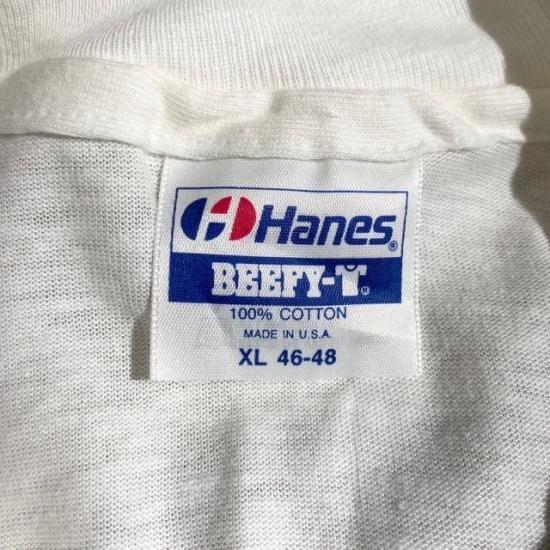 Hanes®
BEEFY-T®
100% COTTON
MADE IN U.S.A.
XL 46-48